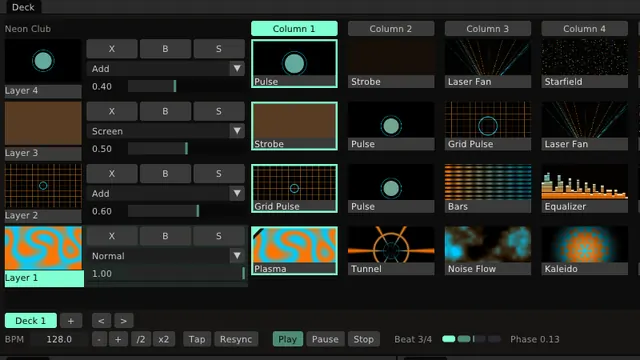 Deck
Neon Club
Column 1
Column 2
Column 3
Column 4
X B S
Add
0.40
Layer 4
Pulse
Strobe
Laser Fan
Starfield
X B S
Screen
0.50
Layer 3
Strobe
Pulse
Grid Pulse
Laser Fan
X B S
Add
0.60
Layer 2
Grid Pulse
Pulse
Bars
Equalizer
X B S
Normal
1.00
Layer 1
Plasma
Tunnel
Noise Flow
Kaleido
Deck 1 + < >
BPM 128.0 - + /2 x2 Tap Resync Play Pause Stop Beat 3/4 Phase 0.13